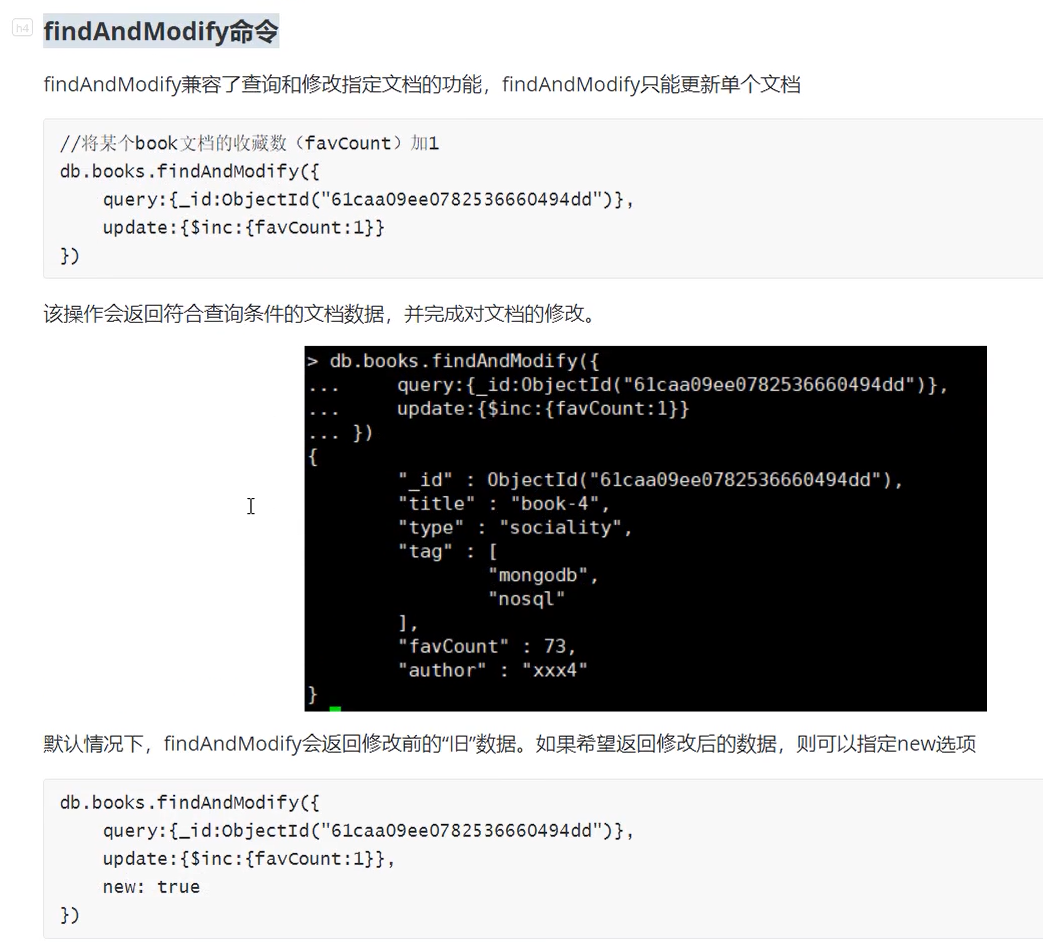 h4
findAndModify命令
findAndModify兼容了查询和修改指定文档的功能，findAndModify只能更新单个文档
//将某个book文档的收藏数（favCount）加1
db.books.findAndModify({
    query:{_id:ObjectId("61caa09ee0782536660494dd")},
    update:{$inc:{favCount:1}}
})
该操作会返回符合查询条件的文档数据，并完成对文档的修改。
> db.books.findAndModify({
...     query:{_id:ObjectId("61caa09ee0782536660494dd")},
...     update:{$inc:{favCount:1}}
... })
{
        "_id" : ObjectId("61caa09ee0782536660494dd"),
        "title" : "book-4",
        "type" : "sociality",
        "tag" : [
                "mongodb",
                "nosql"
        ],
        "favCount" : 73,
        "author" : "xxx4"
}
默认情况下，findAndModify会返回修改前的“旧”数据。如果希望返回修改后的数据，则可以指定new选项
db.books.findAndModify({
    query:{_id:ObjectId("61caa09ee0782536660494dd")},
    update:{$inc:{favCount:1}},
    new: true
})